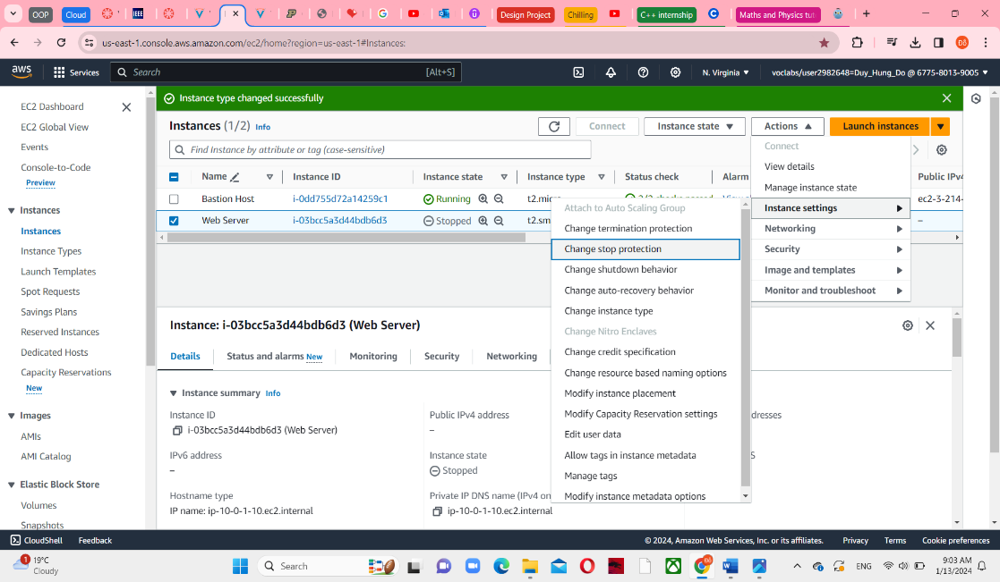 OOP
Cloud
IEEE
Design Project
Chilling
C++ internship
Maths and Physics tut
us-east-1.console.aws.amazon.com/ec2/home?region=us-east-1#Instances:
aws
Services
Search
[Alt+S]
N. Virginia
voclabs/user2982648=Duy_Hung_Do @ 6775-8013-9005
EC2 Dashboard
EC2 Global View
Events
Console-to-Code
Preview
Instances
Instances
Instance Types
Launch Templates
Spot Requests
Savings Plans
Reserved Instances
Dedicated Hosts
Capacity Reservations
New
Images
AMIs
AMI Catalog
Elastic Block Store
Volumes
Snapshots
Instance type changed successfully
Instances (1/2) Info
Connect
Instance state
Actions
Launch instances
Find Instance by attribute or tag (case-sensitive)
Name
Instance ID
Instance state
Instance type
Status check
Alarm
Public IPv4
Bastion Host
i-0dd755d72a14259c1
Running
t2.micro
ec2-3-214-
Web Server
i-03bcc5a3d44bdb6d3
Stopped
t2.sm
–
Connect
View details
Manage instance state
Instance settings
Networking
Security
Image and templates
Monitor and troubleshoot
Attach to Auto Scaling Group
Change termination protection
Change stop protection
Change shutdown behavior
Change auto-recovery behavior
Change instance type
Change Nitro Enclaves
Change credit specification
Change resource based naming options
Modify instance placement
Modify Capacity Reservation settings
Edit user data
Allow tags in instance metadata
Manage tags
Modify instance metadata options
Instance: i-03bcc5a3d44bdb6d3 (Web Server)
Details
Status and alarms New
Monitoring
Security
Networking
Instance summary Info
Instance ID
i-03bcc5a3d44bdb6d3 (Web Server)
Public IPv4 address
–
dresses
IPv6 address
–
Instance state
Stopped
S
Hostname type
IP name: ip-10-0-1-10.ec2.internal
Private IP DNS name (IPv4 on
ip-10-0-1-10.ec2.internal
CloudShell
Feedback
© 2024, Amazon Web Services, Inc. or its affiliates.
Privacy
Terms
Cookie preferences
1
19°C
Cloudy
Search
ENG
9:03 AM
1/13/2024